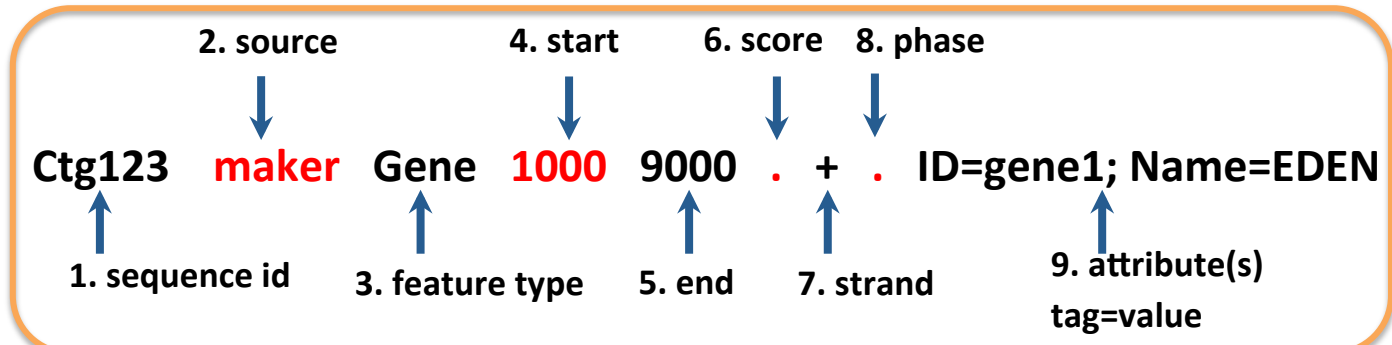 2. source 4. start 6. score 8. phase
Ctg123 maker Gene 1000 9000 . + . ID=gene1; Name=EDEN
1. sequence id 3. feature type 5. end 7. strand 9. attribute(s)
tag=value